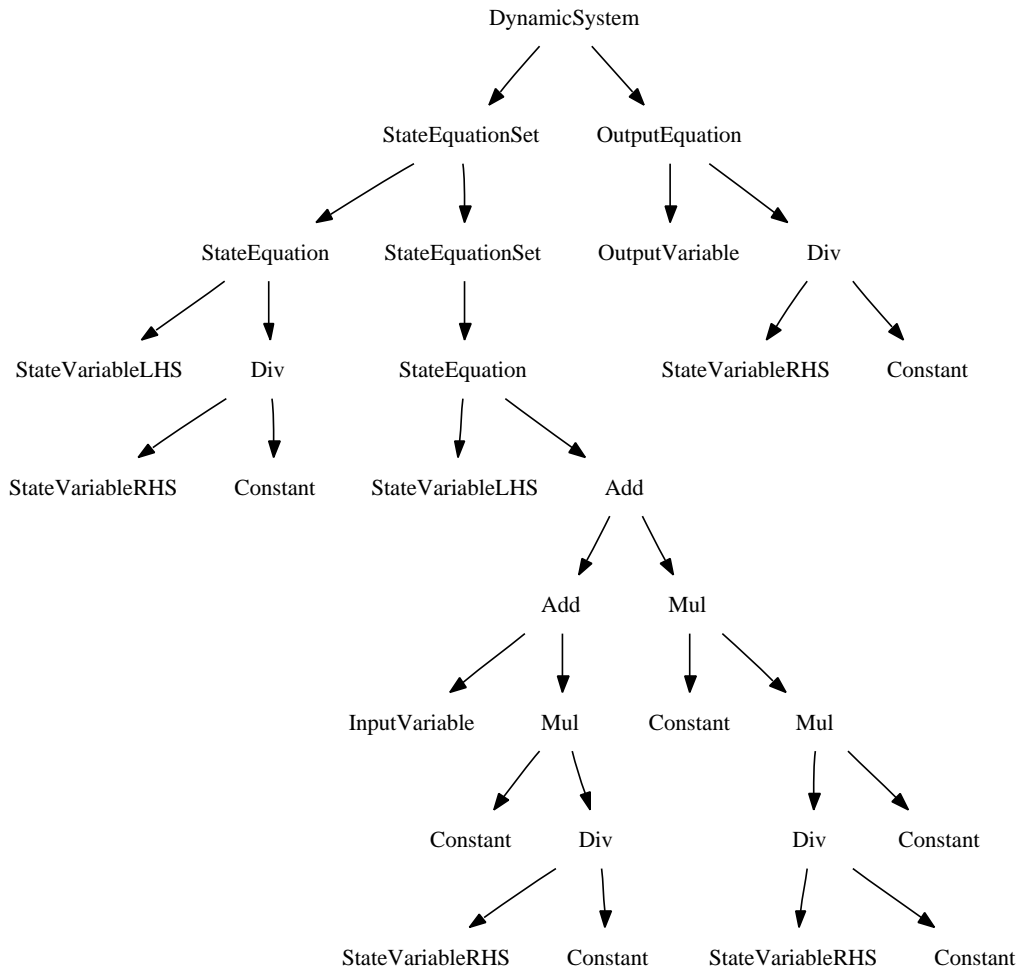 DynamicSystem
StateEquationSet OutputEquation
StateEquation StateEquationSet OutputVariable Div
StateVariableLHS Div StateEquation StateVariableRHS Constant
StateVariableRHS Constant StateVariableLHS Add
Add Mul
InputVariable Mul Constant Mul
Constant Div Div Constant
StateVariableRHS Constant StateVariableRHS Constant